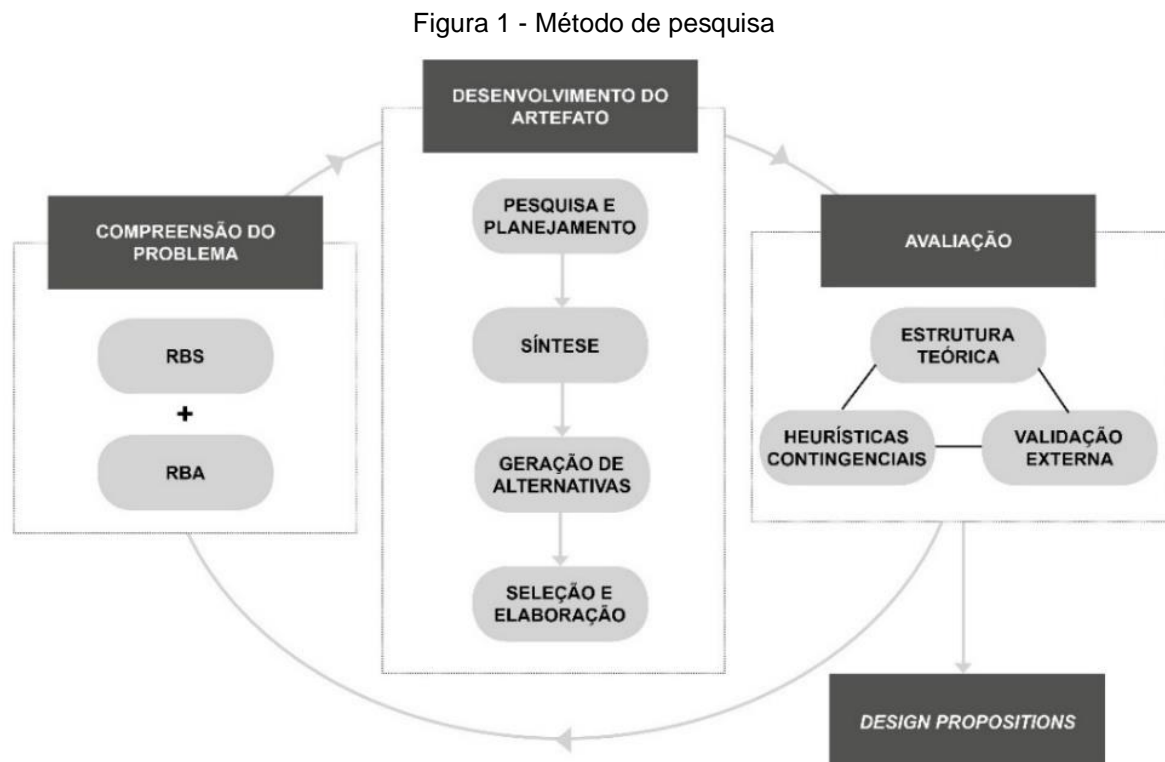 Figura 1 - Método de pesquisa
COMPREENSÃO DO
PROBLEMA
RBS
+
RBA
DESENVOLVIMENTO DO
ARTEFATO
PESQUISA E
PLANEJAMENTO
SÍNTESE
GERAÇÃO DE
ALTERNATIVAS
SELEÇÃO E
ELABORAÇÃO
AVALIAÇÃO
ESTRUTURA
TEÓRICA
HEURÍSTICAS
CONTINGENCIAIS
VALIDAÇÃO
EXTERNA
DESIGN PROPOSITIONS